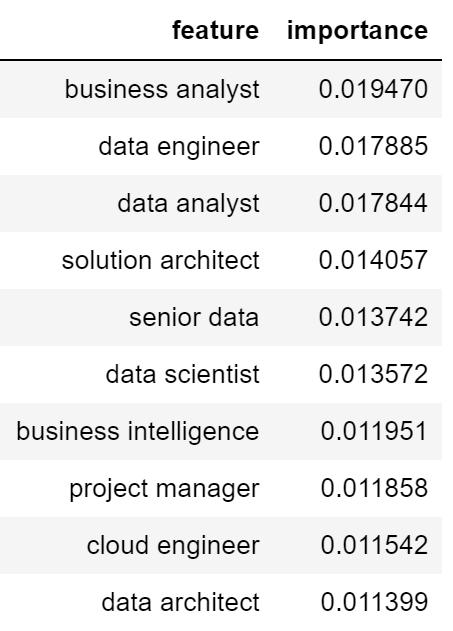 feature importance
business analyst 0.019470
data engineer 0.017885
data analyst 0.017844
solution architect 0.014057
senior data 0.013742
data scientist 0.013572
business intelligence 0.011951
project manager 0.011858
cloud engineer 0.011542
data architect 0.011399